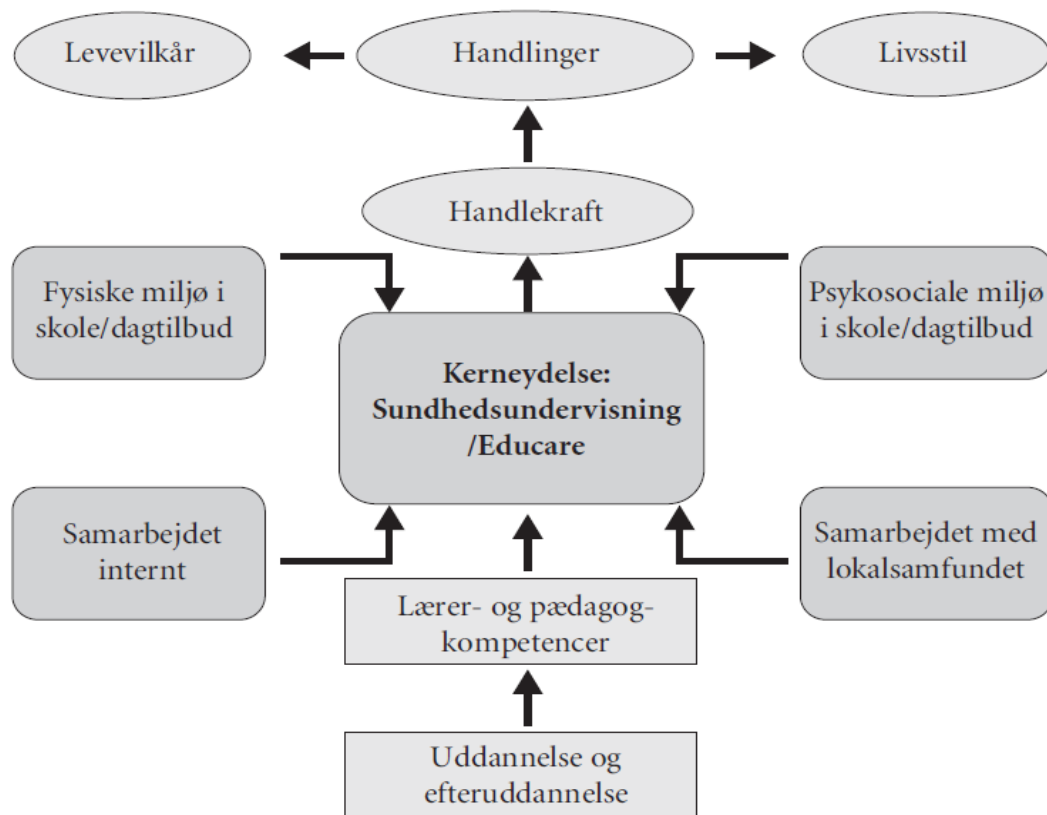 Levevilkår
Handlinger
Livsstil
Handlekraft
Fysiske miljø i
skole/dagtilbud
Psykosociale miljø
i skole/dagtilbud
Kerneydelse:
Sundhedsundervisning
/Educare
Samarbejdet
internt
Samarbejdet med
lokalsamfundet
Lærer- og pædagog-
kompetencer
Uddannelse og
efteruddannelse